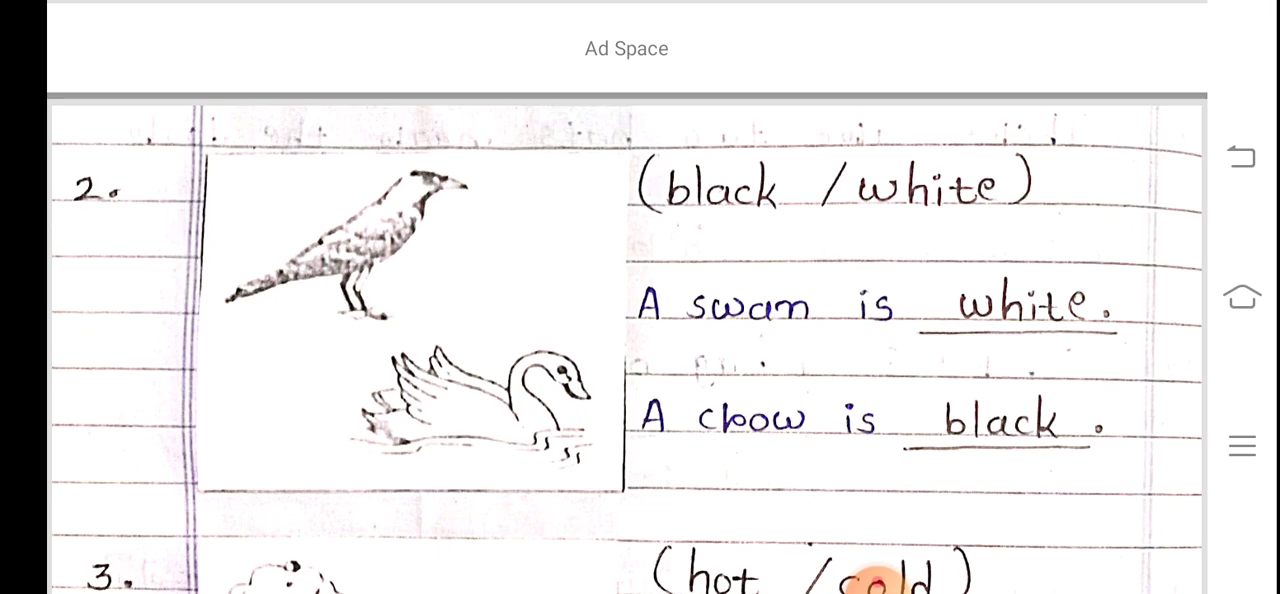 Ad Space
2.
(black / white)
A swan is white.
A crow is black.
3.
(hot / cold)